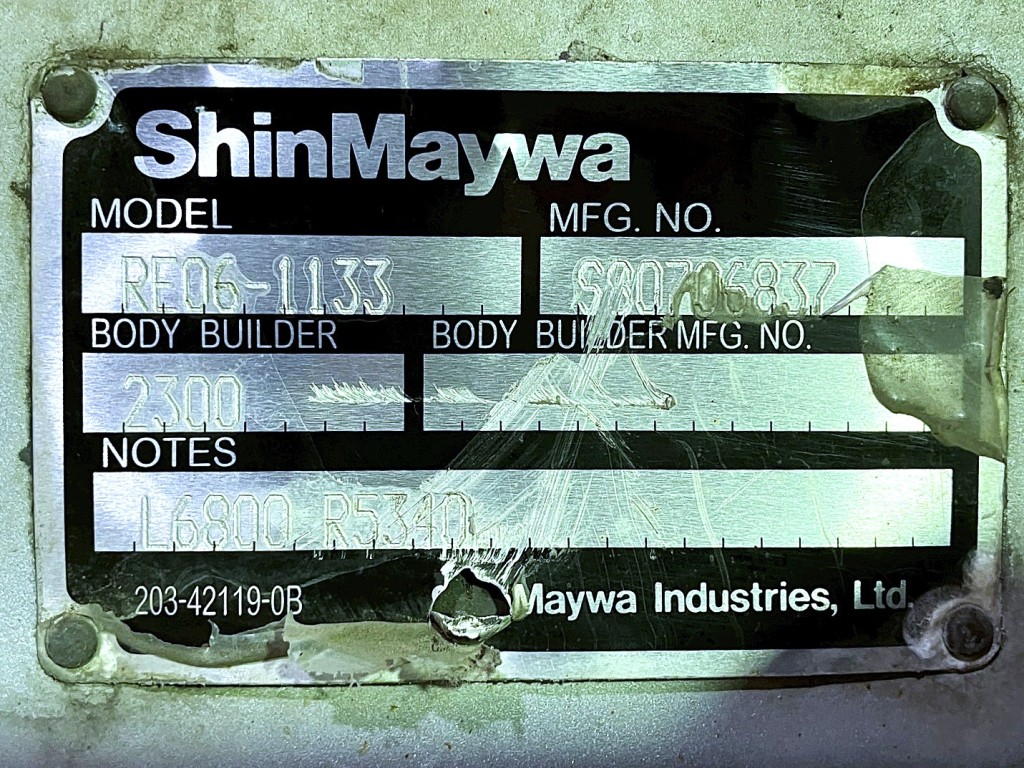 ShinMaywa
MODEL MFG. NO.
RE06-1133 S80706837
BODY BUILDER BODY BUILDER MFG. NO.
2300
NOTES
L6800 R5340
203-42119-0B Maywa Industries, Ltd.